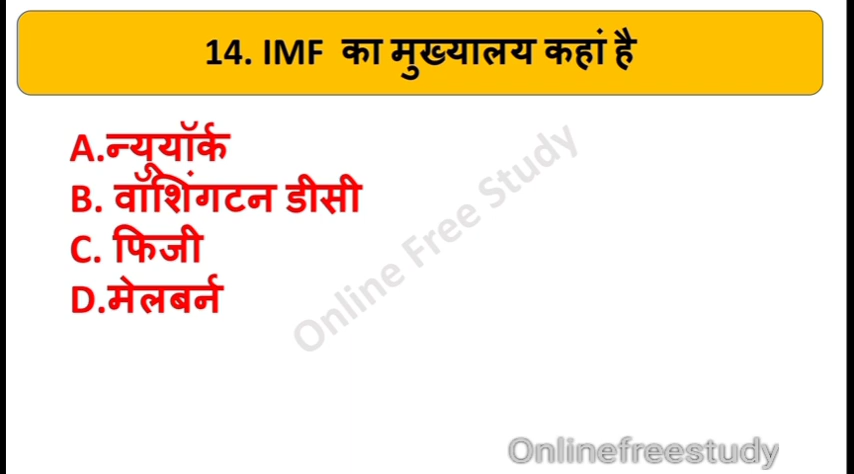 14. IMF का मुख्यालय कहां है
A.न्यूयॉर्क
B. वॉशिंगटन डीसी
C. फिजी
D.मेलबर्न
Online Free Study
Onlinefreestudy